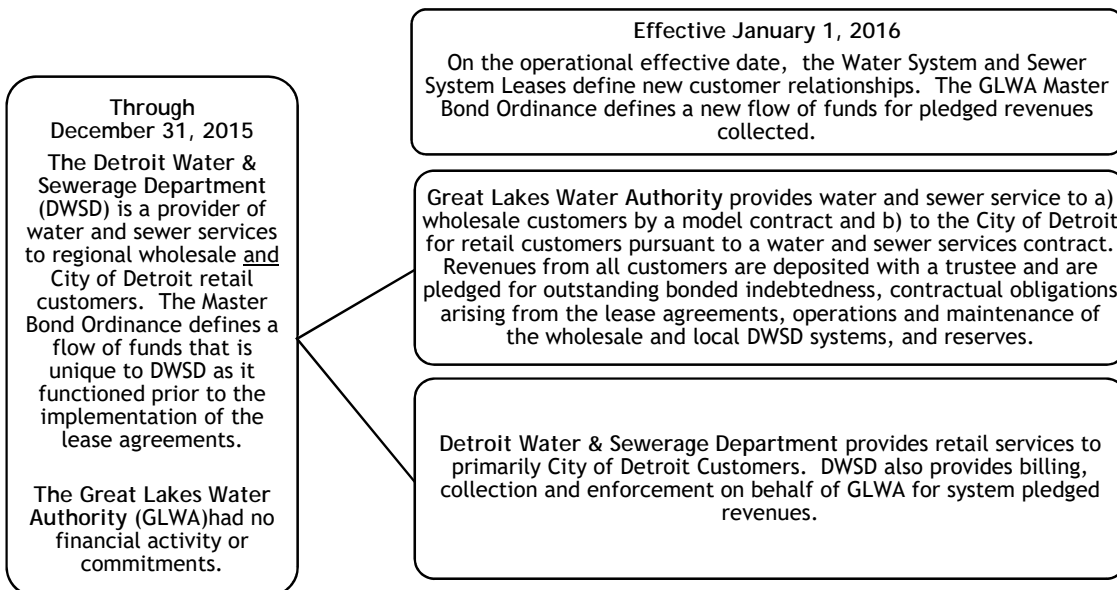 Through
December 31, 2015
The Detroit Water &
Sewerage Department
(DWSD) is a provider of
water and sewer services
to regional wholesale and
City of Detroit retail
customers. The Master
Bond Ordinance defines a
flow of funds that is
unique to DWSD as it
functioned prior to the
implementation of the
lease agreements.
The Great Lakes Water
Authority (GLWA)had no
financial activity or
commitments.
Effective January 1, 2016
On the operational effective date, the Water System and Sewer
System Leases define new customer relationships. The GLWA Master
Bond Ordinance defines a new flow of funds for pledged revenues
collected.
Great Lakes Water Authority provides water and sewer service to a)
wholesale customers by a model contract and b) to the City of Detroit
for retail customers pursuant to a water and sewer services contract.
Revenues from all customers are deposited with a trustee and are
pledged for outstanding bonded indebtedness, contractual obligations
arising from the lease agreements, operations and maintenance of
the wholesale and local DWSD systems, and reserves.
Detroit Water & Sewerage Department provides retail services to
primarily City of Detroit Customers. DWSD also provides billing,
collection and enforcement on behalf of GLWA for system pledged
revenues.